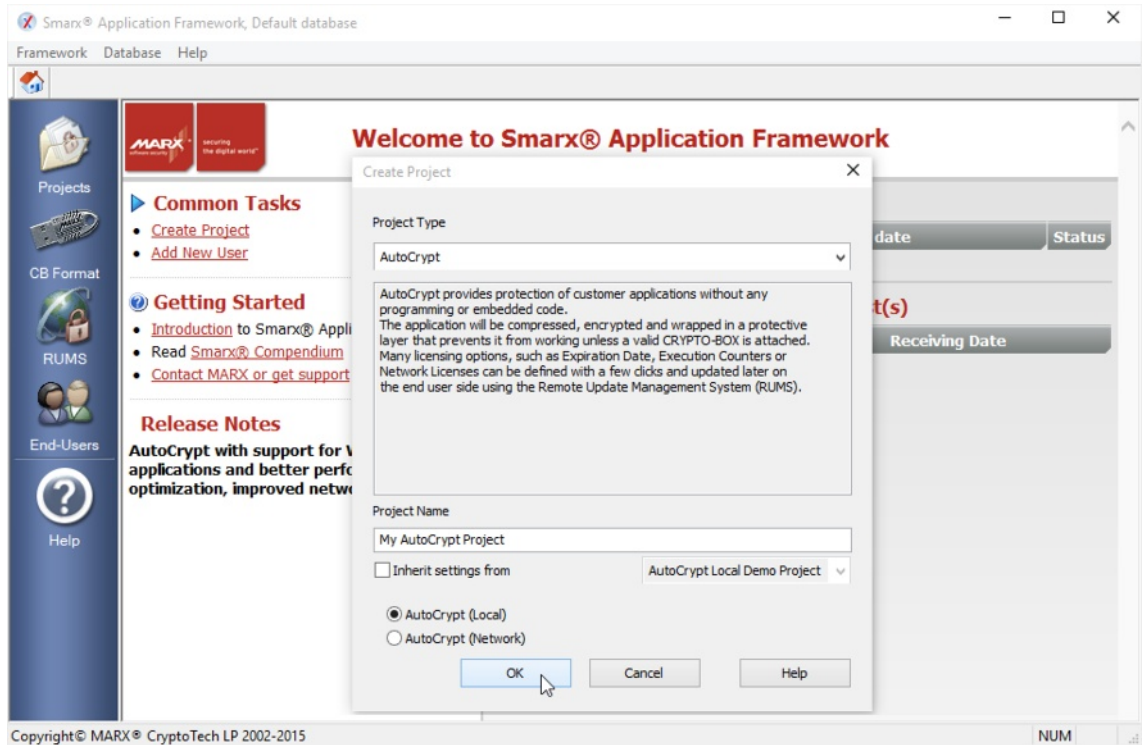 Smarx® Application Framework, Default database
Framework Database Help
MARX
software security
securing
the digital world™
Welcome to Smarx® Application Framework
Projects
CB Format
RUMS
End-Users
Help
Common Tasks
Create Project
Add New User
Getting Started
Introduction to Smarx® Appli
Read Smarx® Compendium
Contact MARX or get support
Release Notes
AutoCrypt with support for
applications and better perfo
optimization, improved netwo
date Status
t(s)
Receiving Date
Create Project
Project Type
AutoCrypt
AutoCrypt provides protection of customer applications without any
programming or embedded code.
The application will be compressed, encrypted and wrapped in a protective
layer that prevents it from working unless a valid CRYPTO-BOX is attached.
Many licensing options, such as Expiration Date, Execution Counters or
Network Licenses can be defined with a few clicks and updated later on
the end user side using the Remote Update Management System (RUMS).
Project Name
My AutoCrypt Project
Inherit settings from AutoCrypt Local Demo Project
AutoCrypt (Local)
AutoCrypt (Network)
OK Cancel Help
Copyright© MARX® CryptoTech LP 2002-2015 NUM